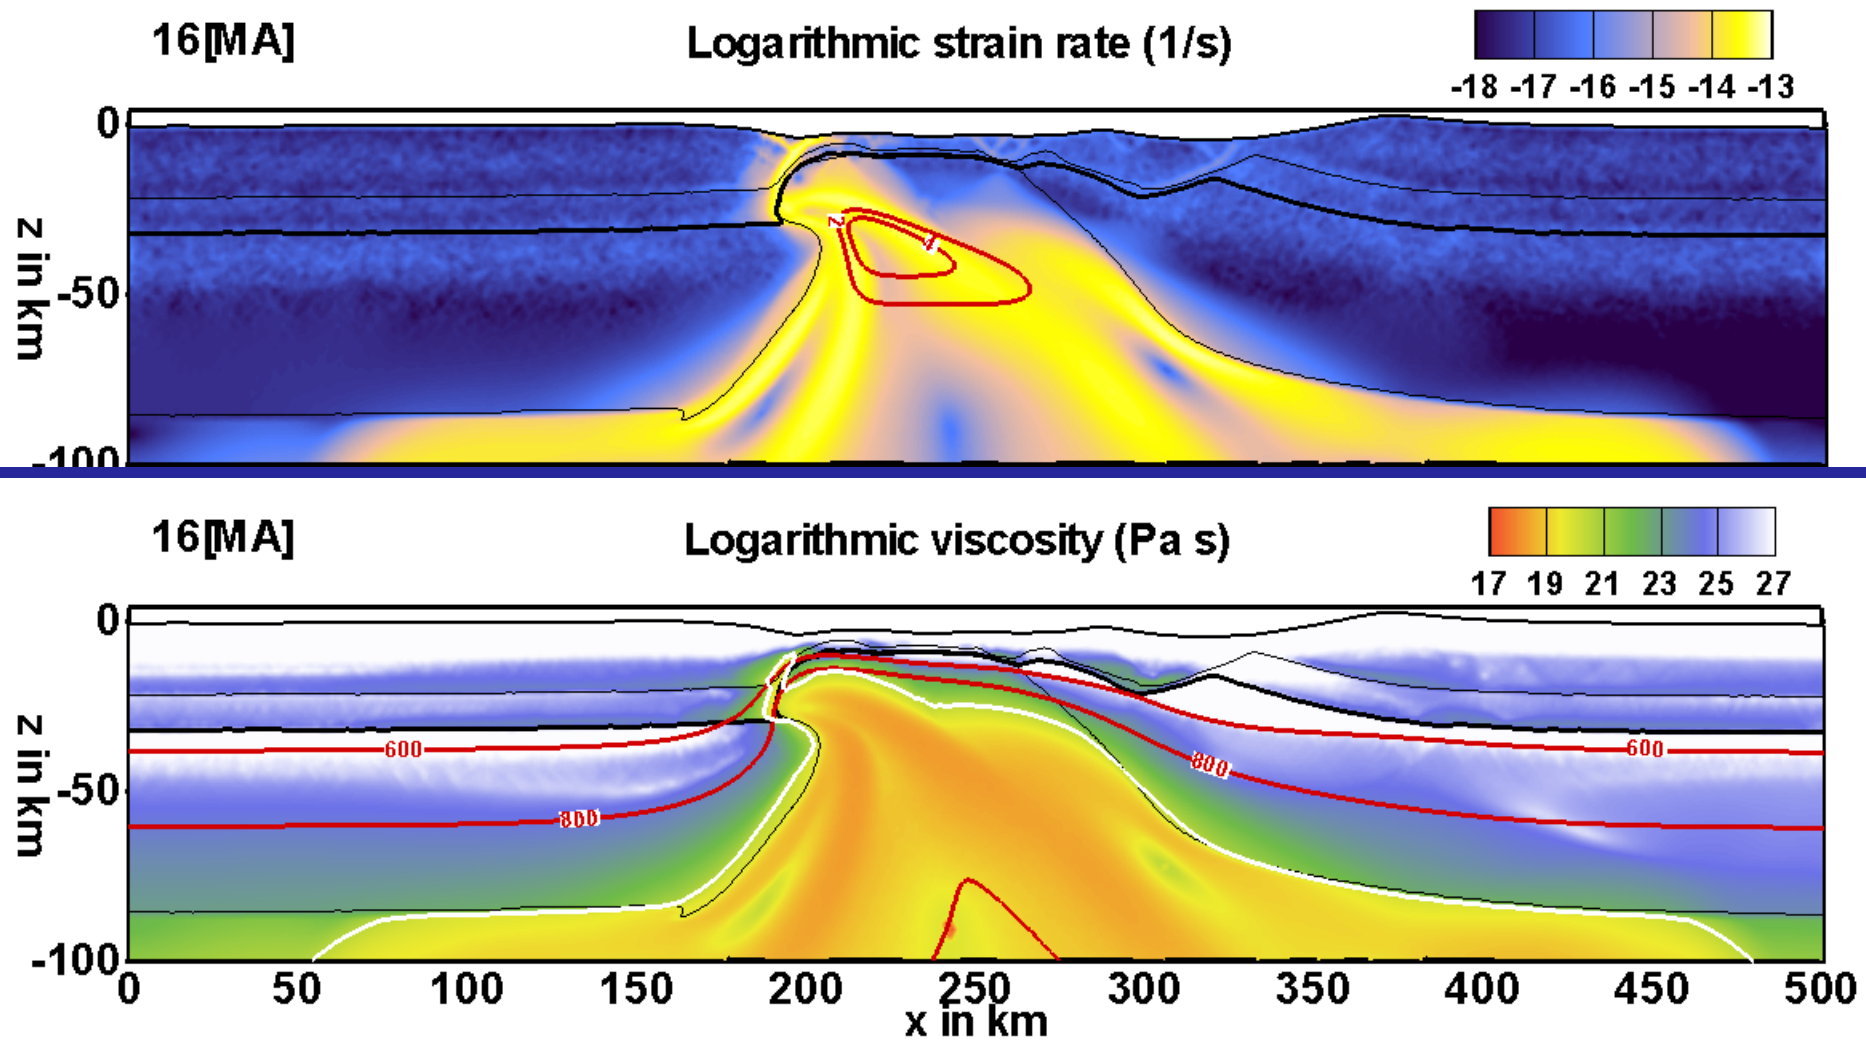 16[MA]
Logarithmic strain rate (1/s)
-18 -17 -16 -15 -14 -13
0
-50
-100
z in km
2
4
16[MA]
Logarithmic viscosity (Pa s)
17 19 21 23 25 27
0
-50
-100
z in km
600
800
800
600
0 50 100 150 200 250 300 350 400 450 500
x in km